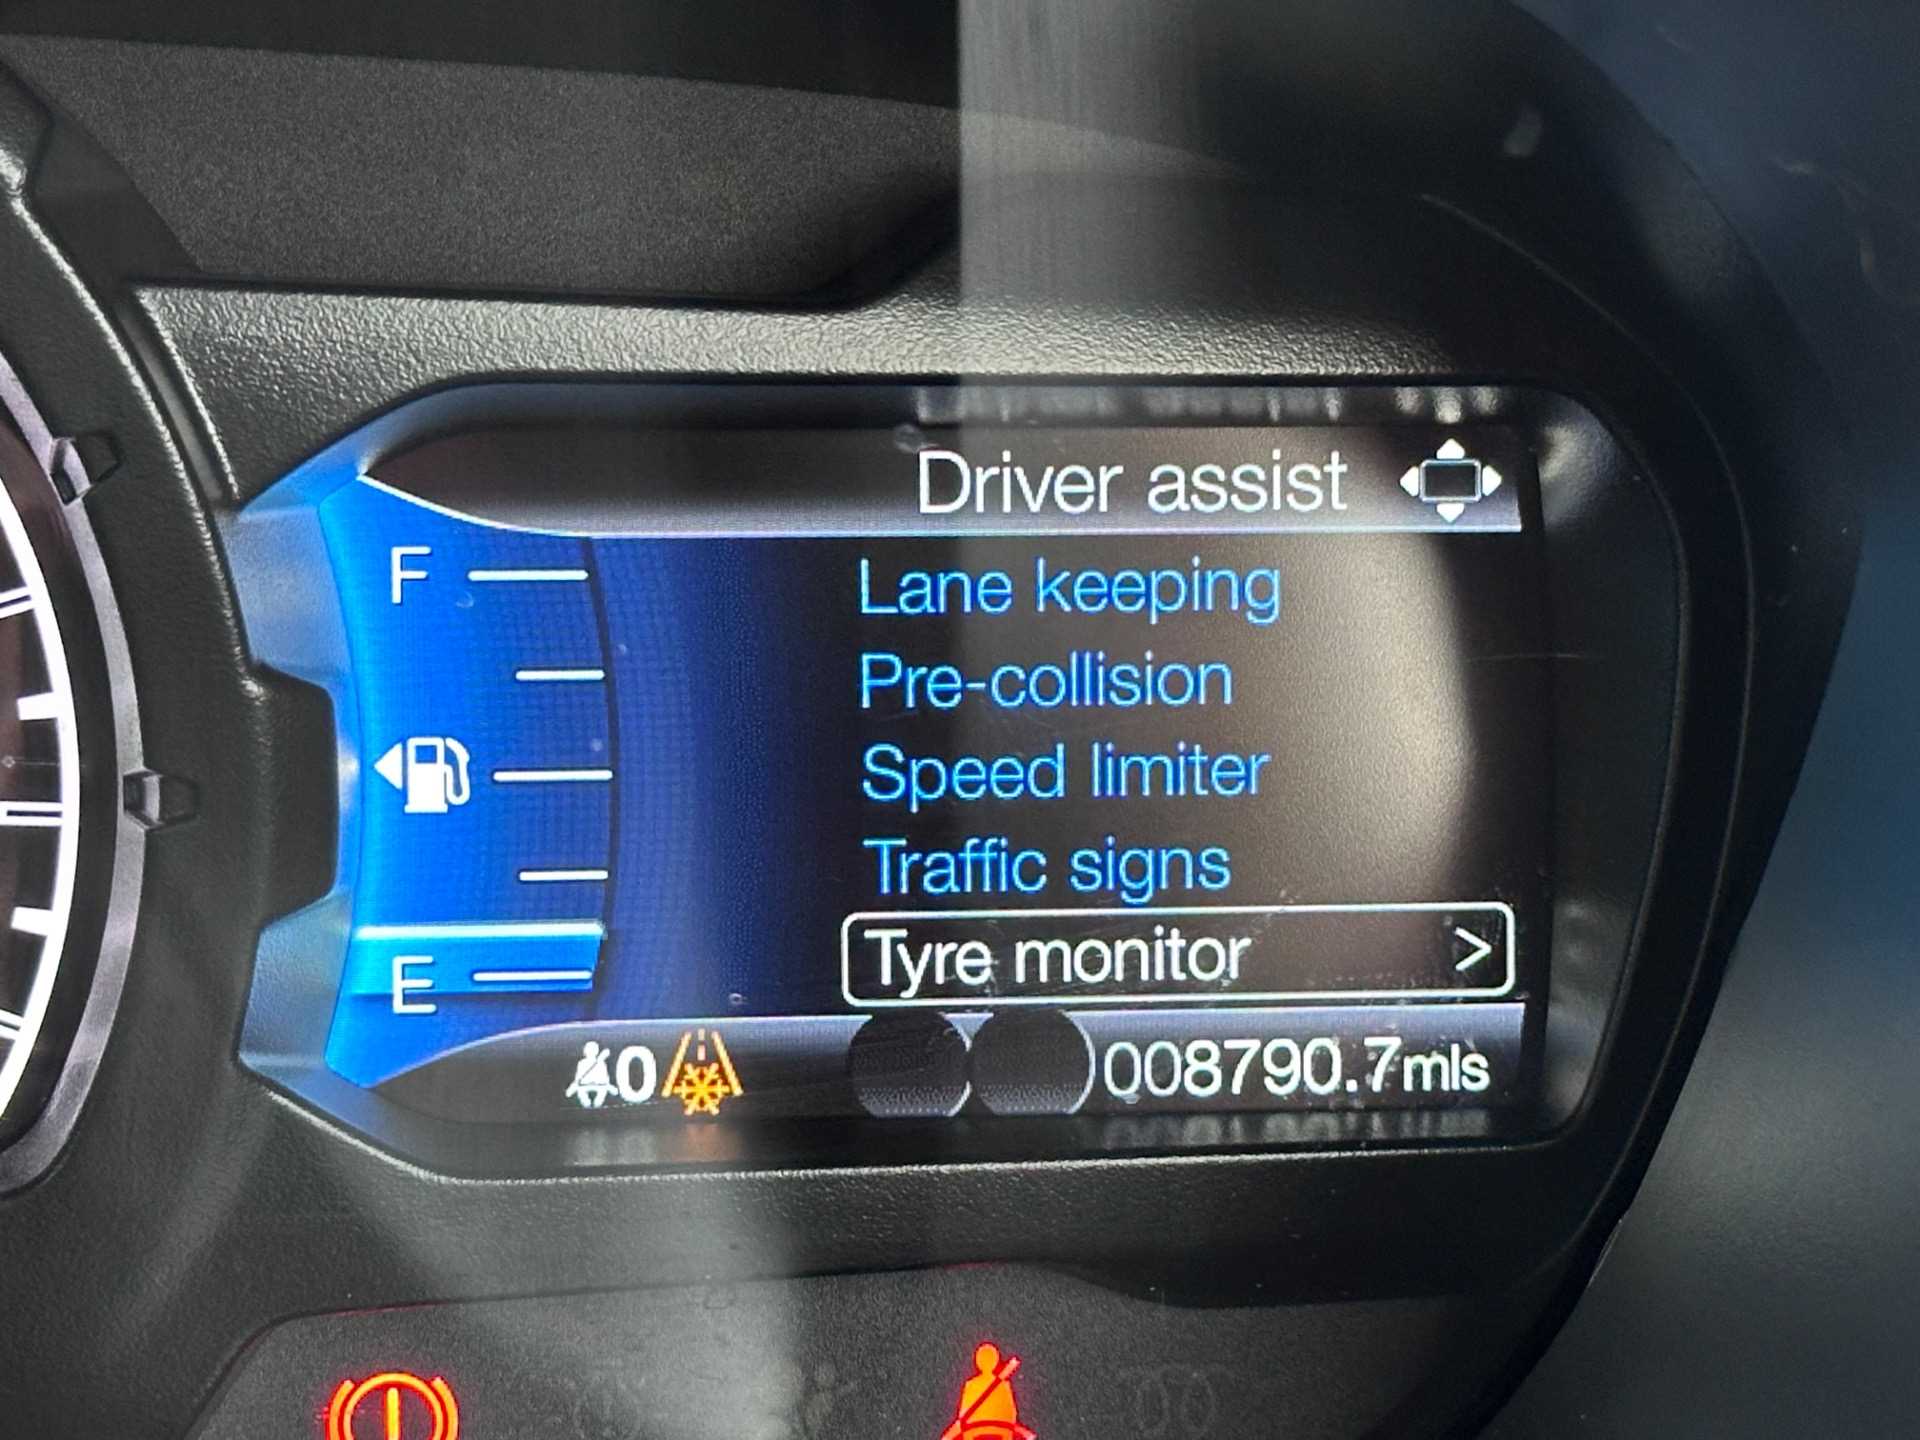 Driver assist
F
Lane keeping
Pre-collision
Speed limiter
Traffic signs
Tyre monitor >
E
0
008790.7mls